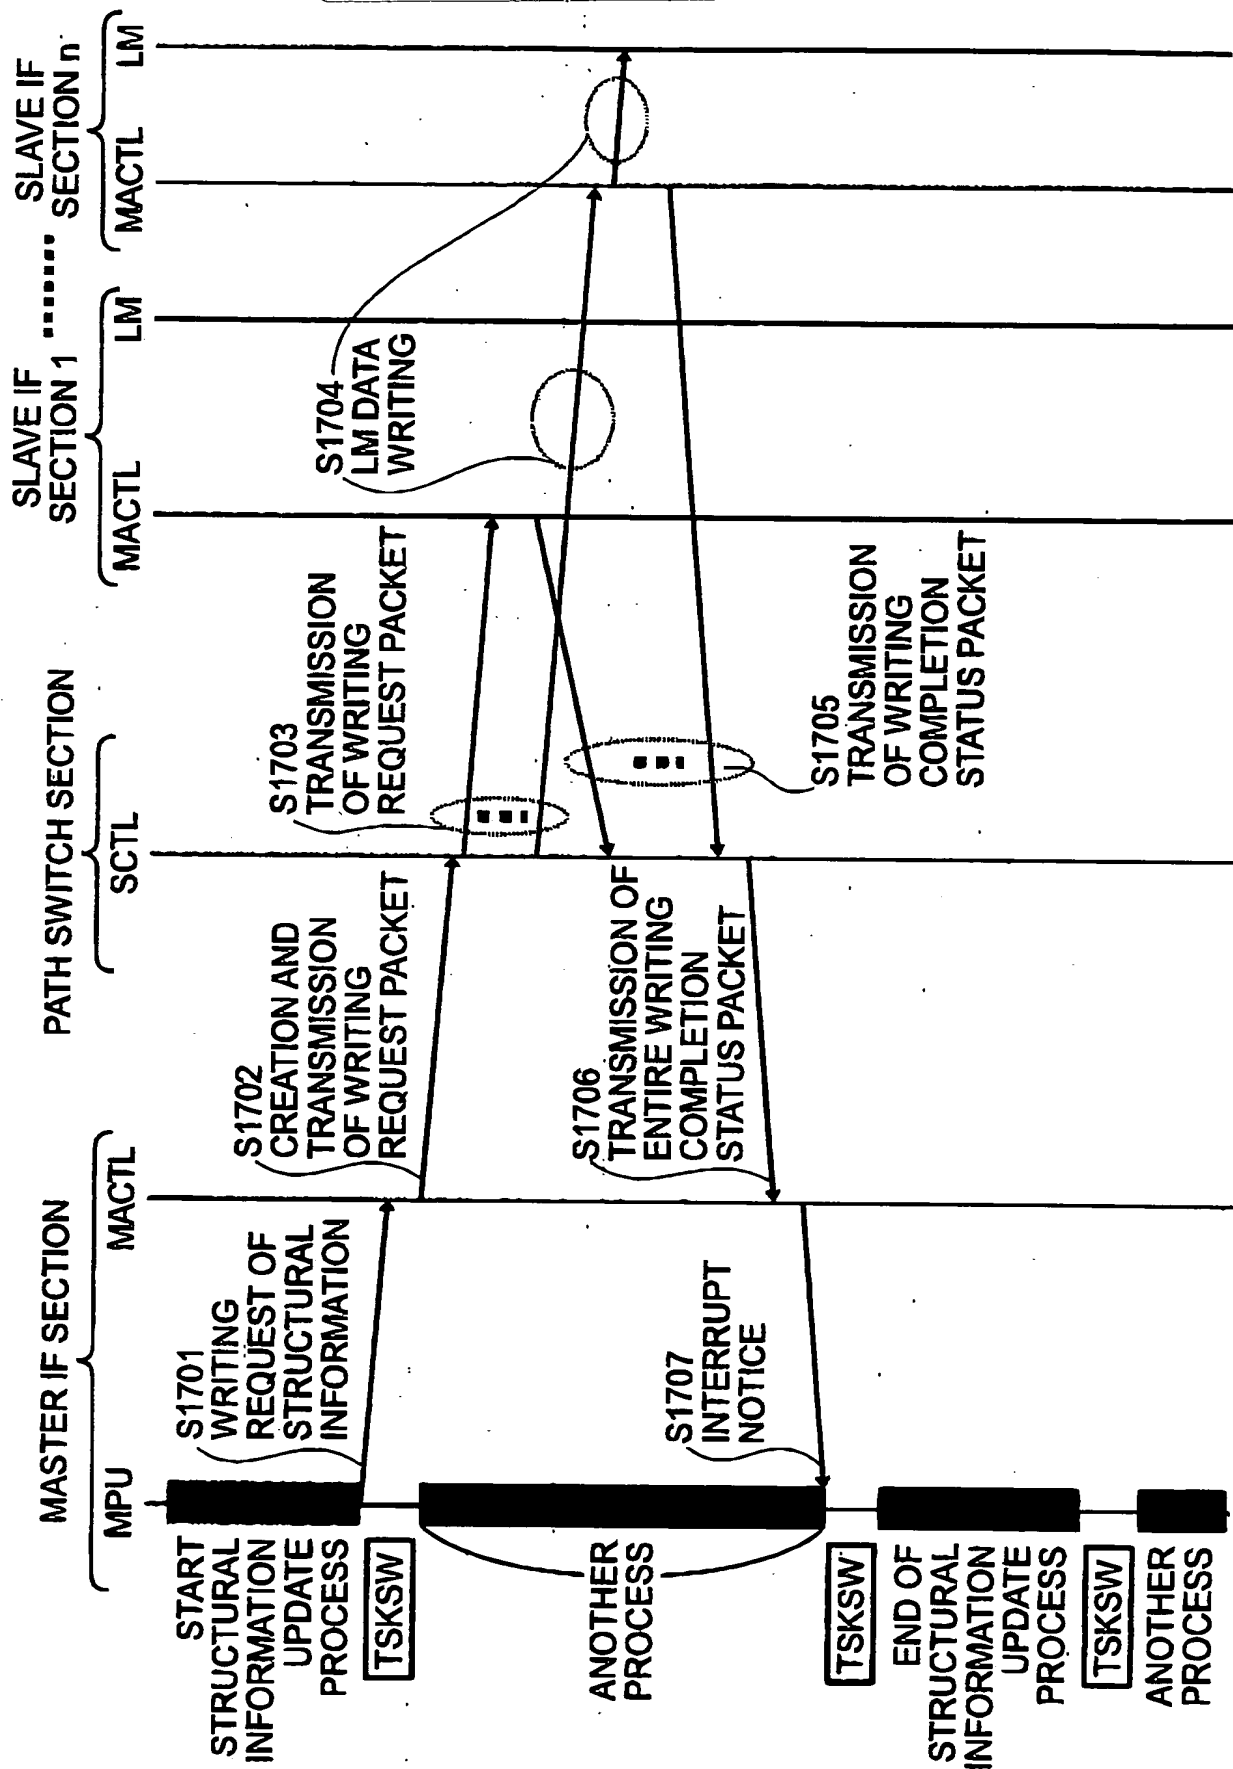 MASTER IF SECTION
PATH SWITCH SECTION
SLAVE IF
SECTION 1
SLAVE IF
SECTION n
MPU
MACTL
SCTL
MACTL
LM
MACTL
LM
START
STRUCTURAL
INFORMATION
UPDATE
PROCESS
TSKSW
ANOTHER
PROCESS
TSKSW
END OF
STRUCTURAL
INFORMATION
UPDATE
PROCESS
TSKSW
ANOTHER
PROCESS
S1701
WRITING
REQUEST OF
STRUCTURAL
INFORMATION
S1702
CREATION AND
TRANSMISSION
OF WRITING
REQUEST PACKET
S1703
TRANSMISSION
OF WRITING
REQUEST PACKET
S1704
LM DATA
WRITING
S1705
TRANSMISSION
OF WRITING
COMPLETION
STATUS PACKET
S1706
TRANSMISSION OF
ENTIRE WRITING
COMPLETION
STATUS PACKET
S1707
INTERRUPT
NOTICE